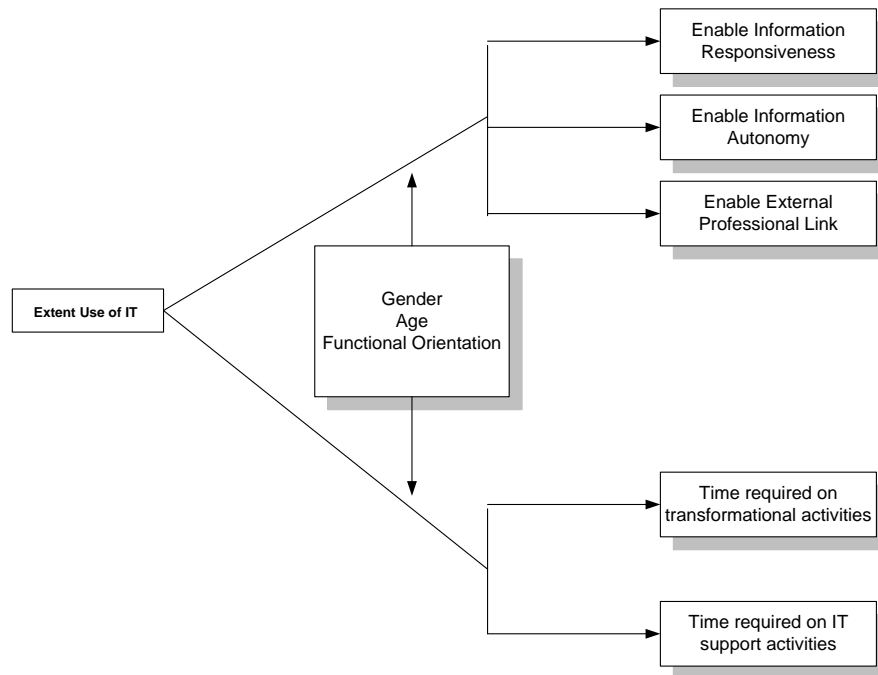 Enable Information
Responsiveness
Enable Information
Autonomy
Enable External
Professional Link
Gender
Age
Functional Orientation
Extent Use of IT
Time required on
transformational activities
Time required on IT
support activities